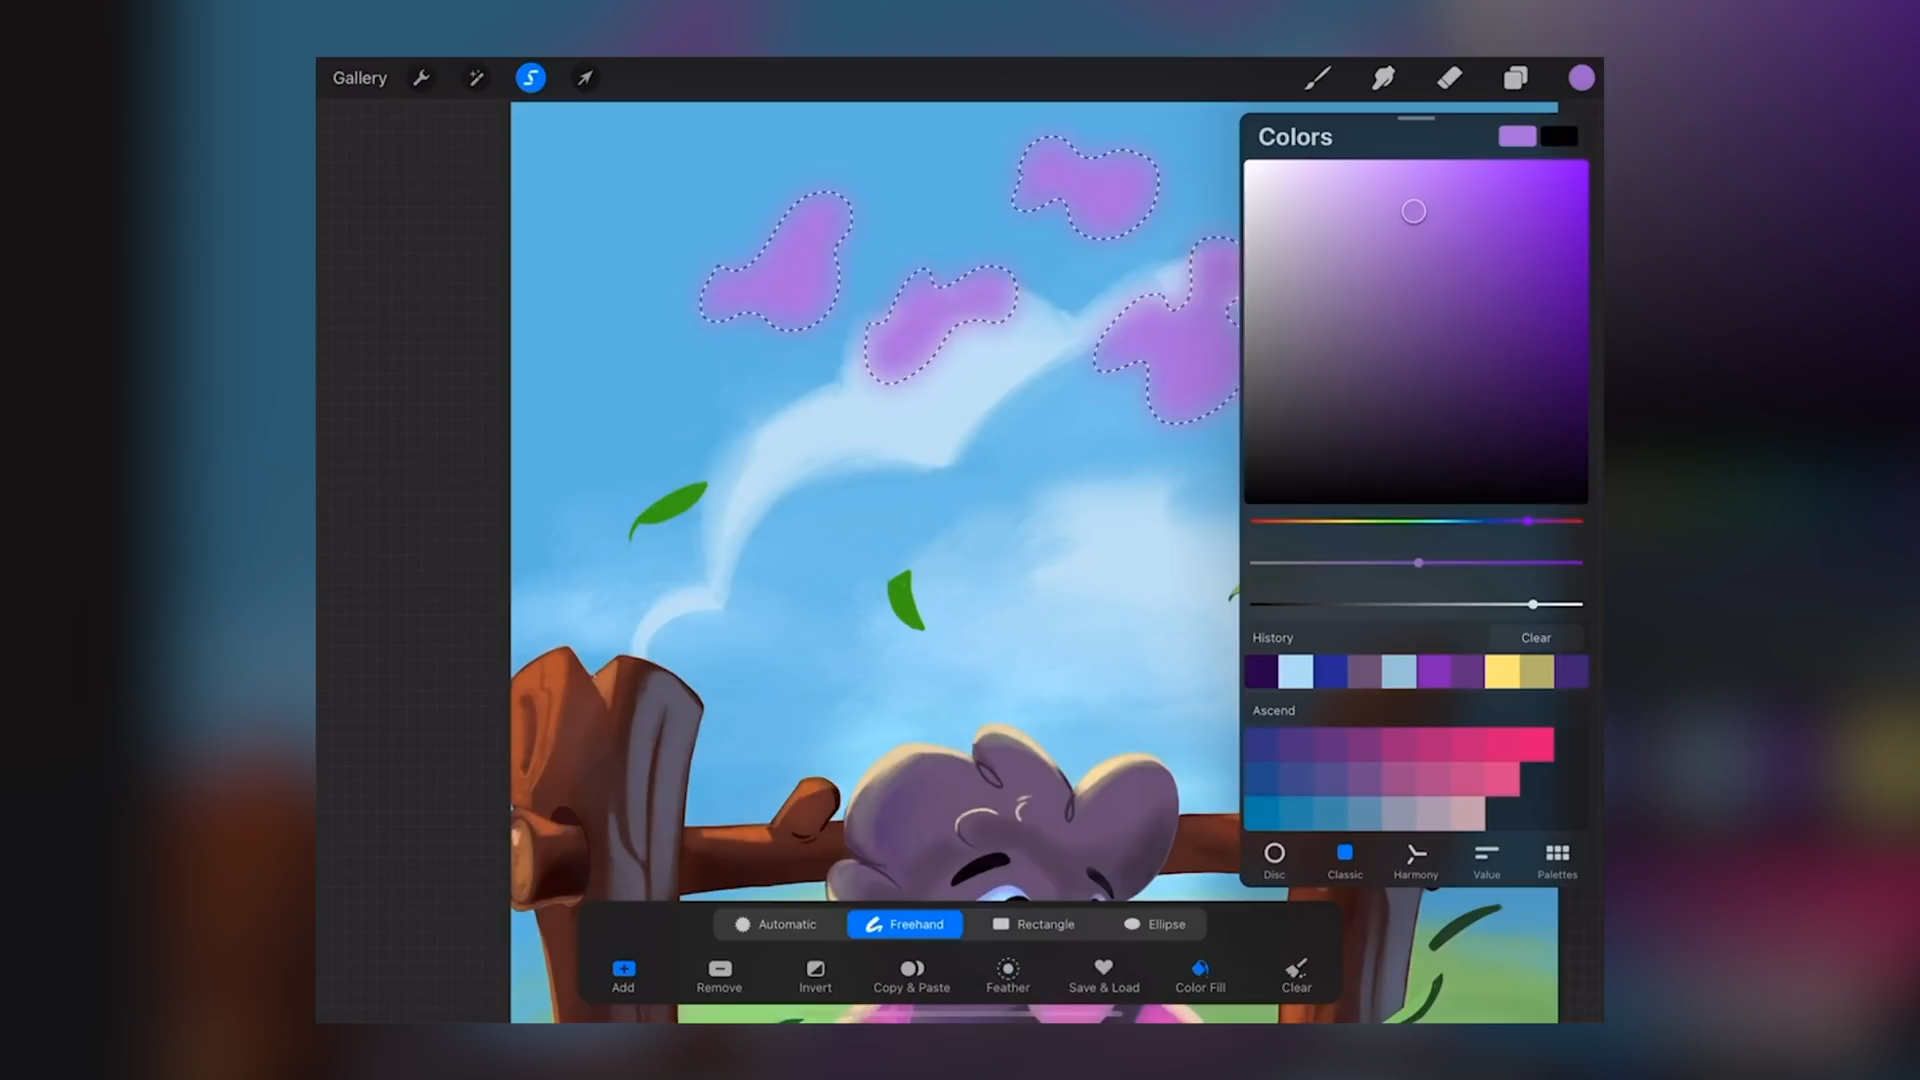 Gallery
Colors
History
Clear
Ascend
Disc
Classic
Harmony
Value
Palettes
Automatic
Freehand
Rectangle
Ellipse
Add
Remove
Invert
Copy & Paste
Feather
Save & Load
Color Fill
Clear